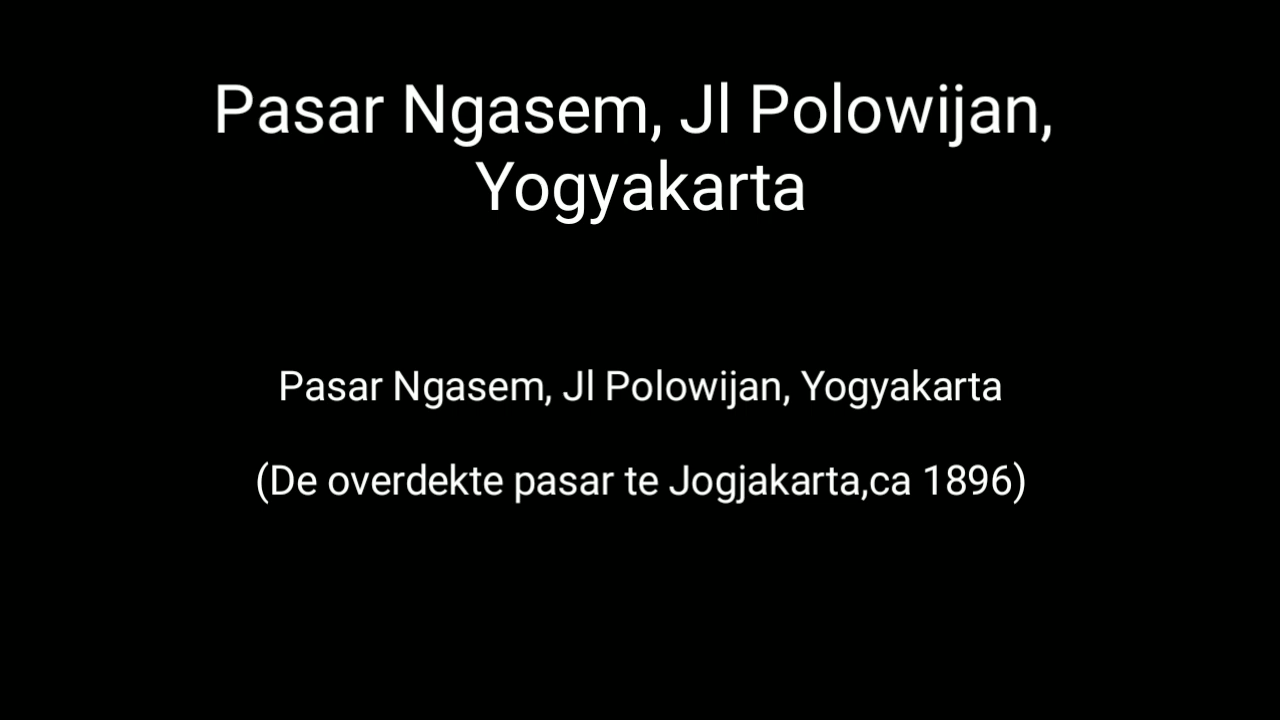 Pasar Ngasem, Jl Polowijan,
Yogyakarta
Pasar Ngasem, Jl Polowijan, Yogyakarta
(De overdekte pasar te Jogjakarta,ca 1896)